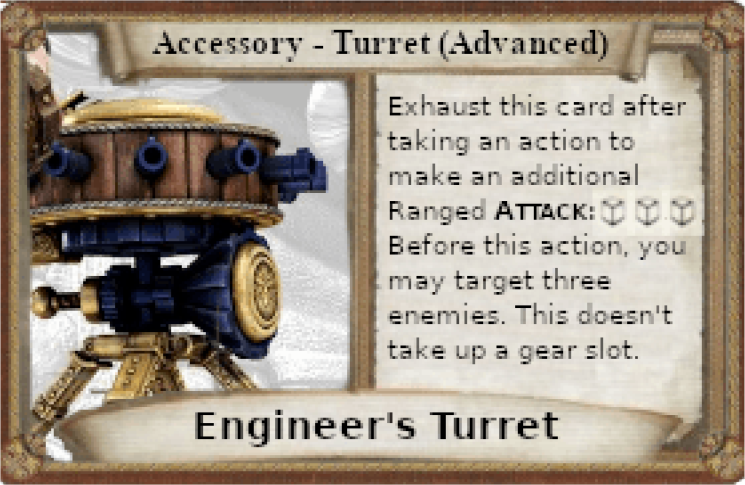 Accessory - Turret (Advanced)
Exhaust this card after
taking an action to
make an additional
Ranged ATTACK:
Before this action, you
may target three
enemies. This doesn't
take up a gear slot.
Engineer's Turret